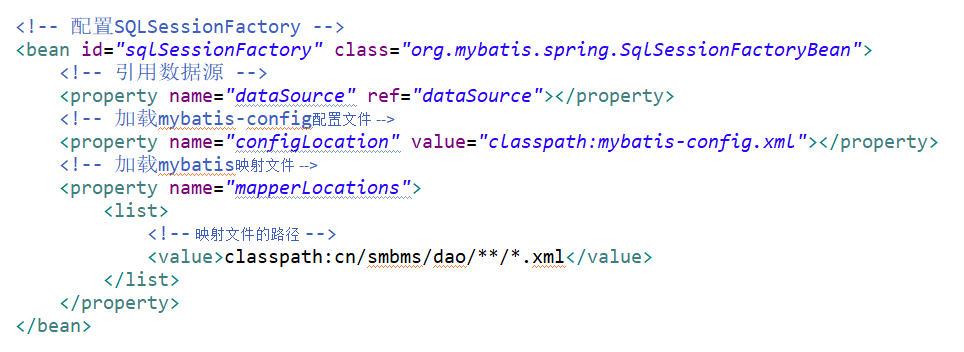 <!-- 配置SQLSessionFactory -->
<bean id="sqlSessionFactory" class="org.mybatis.spring.SqlSessionFactoryBean">
<!-- 引用数据源 -->
<property name="dataSource" ref="dataSource"></property>
<!-- 加载mybatis-config配置文件 -->
<property name="configLocation" value="classpath:mybatis-config.xml"></property>
<!-- 加载mybatis映射文件 -->
<property name="mapperLocations">
<list>
<!-- 映射文件的路径 -->
<value>classpath:cn/smbms/dao/**/*.xml</value>
</list>
</property>
</bean>